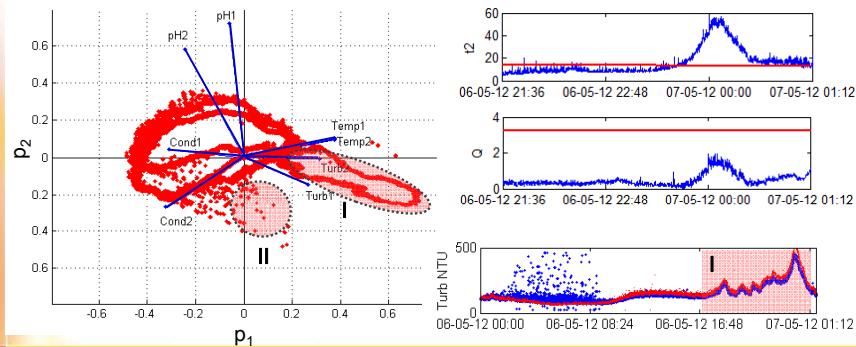 pH1
pH2
Cond1
Cond2
Temp1
Temp2
Turb2
Turb1
I
II
0.6
0.4
0.2
0
0.2
0.4
0.6
p2
-0.6
-0.4
-0.2
0
0.2
0.4
0.6
p1
60
40
20
0
t2
06-05-12 21:36
06-05-12 22:48
07-05-12 00:00
07-05-12 01:12
4
2
0
Q
06-05-12 21:36
06-05-12 22:48
07-05-12 00:00
07-05-12 01:12
500
0
Turb NTU
I
06-05-12 00:00
06-05-12 08:24
06-05-12 16:48
07-05-12 01:12